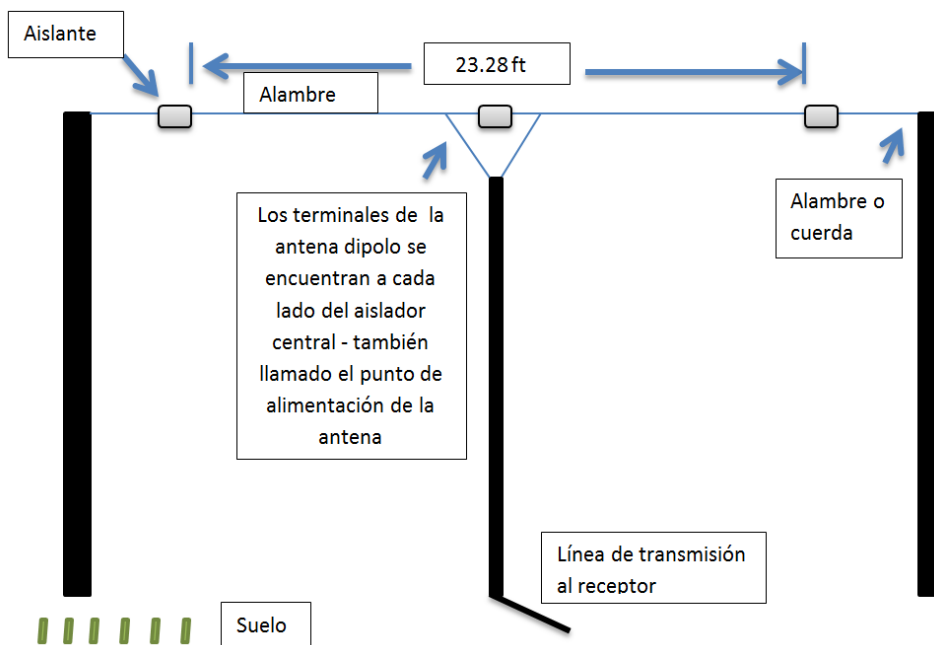 Aislante
23.28 ft
Alambre
Los terminales de la
antena dipolo se
encuentran a cada
lado del aislador
central - también
llamado el punto de
alimentación de la
antena
Alambre o
cuerda
Línea de transmisión
al receptor
Suelo